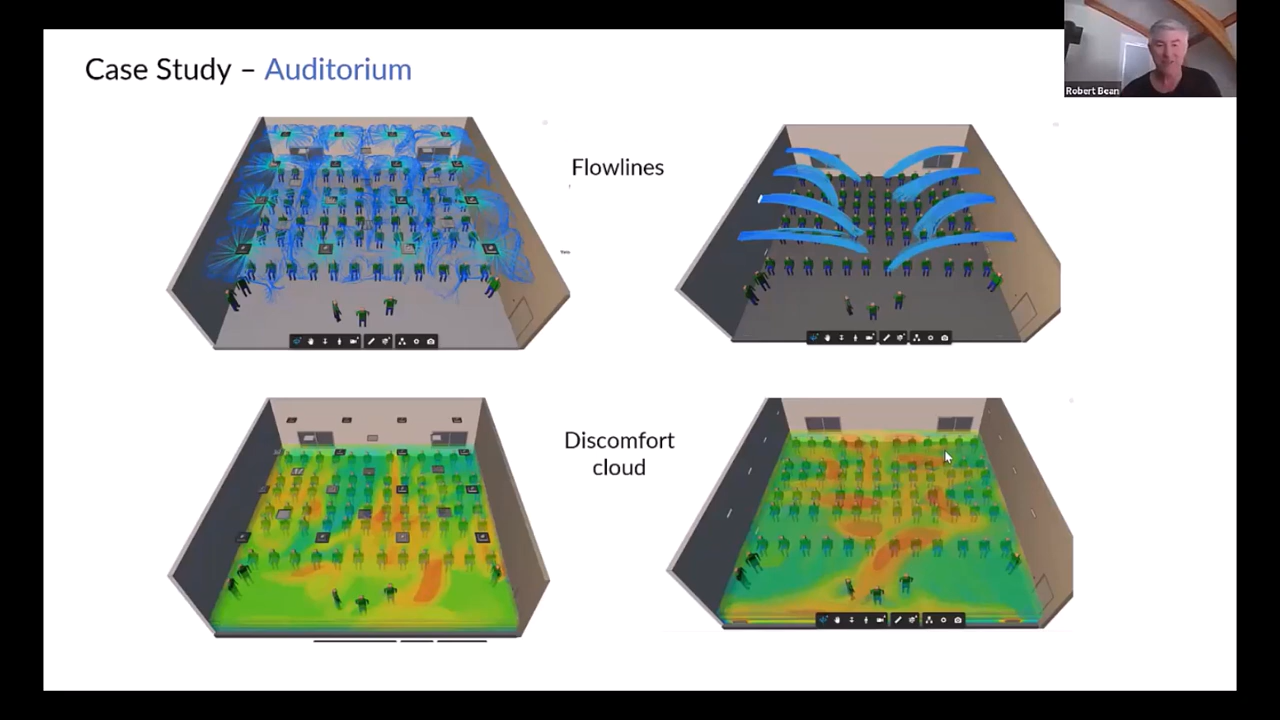 Case Study – Auditorium
Robert Bean
Flowlines
Discomfort
cloud